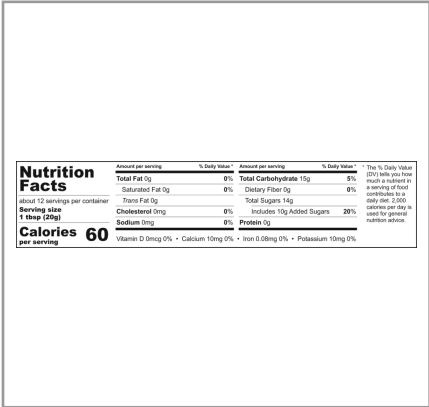 Nutrition
Facts
about 12 servings per container
Serving size
1 tbsp (20g)
Calories 60
per serving
Amount per serving % Daily Value *
Total Fat 0g 0%
Saturated Fat 0g 0%
Trans Fat 0g
Cholesterol 0mg 0%
Sodium 0mg 0%
Amount per serving % Daily Value *
Total Carbohydrate 15g 5%
Dietary Fiber 0g 0%
Total Sugars 14g
Includes 10g Added Sugars 20%
Protein 0g
Vitamin D 0mcg 0% • Calcium 10mg 0% • Iron 0.08mg 0% • Potassium 10mg 0%
* The % Daily Value
(DV) tells you how
much a nutrient in
a serving of food
contributes to a
daily diet. 2,000
calories per day is
used for general
nutrition advice.